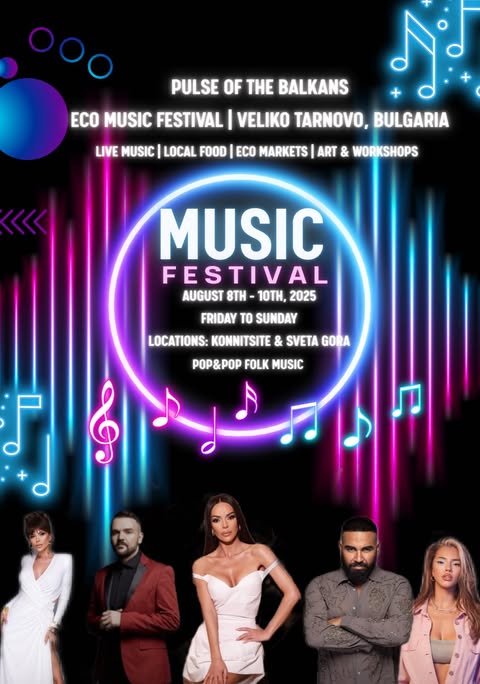 PULSE OF THE BALKANS
ECO MUSIC FESTIVAL | VELIKO TARNOVO, BULGARIA
LIVE MUSIC | LOCAL FOOD | ECO MARKETS | ART & WORKSHOPS
MUSIC
FESTIVAL
AUGUST 8TH - 10TH, 2025
FRIDAY TO SUNDAY
LOCATIONS: KONNITSITE & SVETA GORA
POP&POP FOLK MUSIC